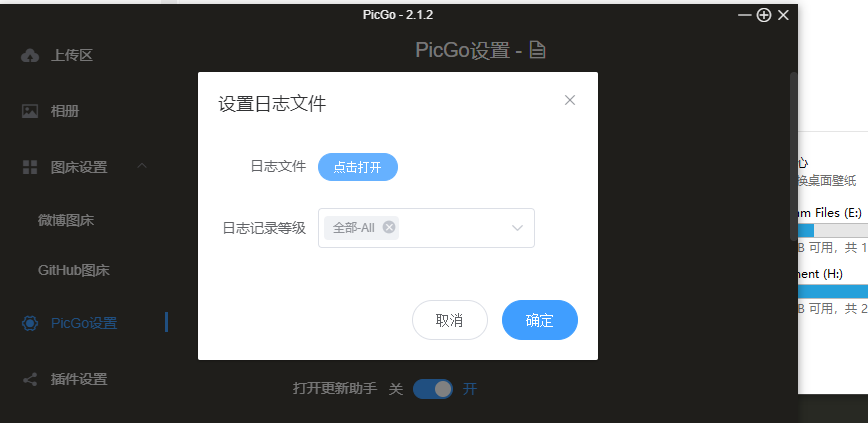 PicGo - 2.1.2
上传区
相册
图床设置
微博图床
GitHub图床
PicGo设置
插件设置
PicGo设置 -
设置日志文件
日志文件
点击打开
日志记录等级
全部-All
取消
确定
打开更新助手
关
开
心
换桌面壁纸
am Files (E:)
B 可用，共 1
ment (H:)
B 可用，共 2